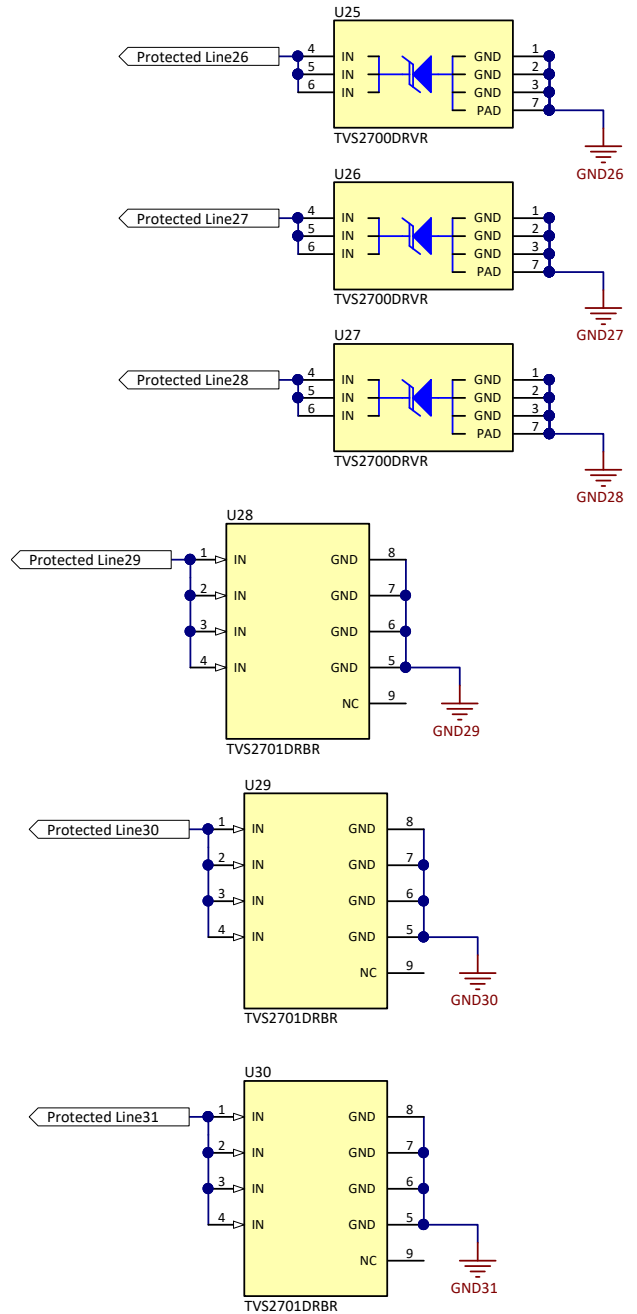 U25
Protected Line26
4 IN GND 1
5 IN GND 2
6 IN GND 3
PAD 7
TVS2700DRVR
GND26
U26
Protected Line27
4 IN GND 1
5 IN GND 2
6 IN GND 3
PAD 7
TVS2700DRVR
GND27
U27
Protected Line28
4 IN GND 1
5 IN GND 2
6 IN GND 3
PAD 7
TVS2700DRVR
GND28
U28
Protected Line29
1 IN GND 8
2 IN GND 7
3 IN GND 6
4 IN GND 5
NC 9
GND29
TVS2701DRBR
U29
Protected Line30
1 IN GND 8
2 IN GND 7
3 IN GND 6
4 IN GND 5
NC 9
GND30
TVS2701DRBR
U30
Protected Line31
1 IN GND 8
2 IN GND 7
3 IN GND 6
4 IN GND 5
NC 9
GND31
TVS2701DRBR